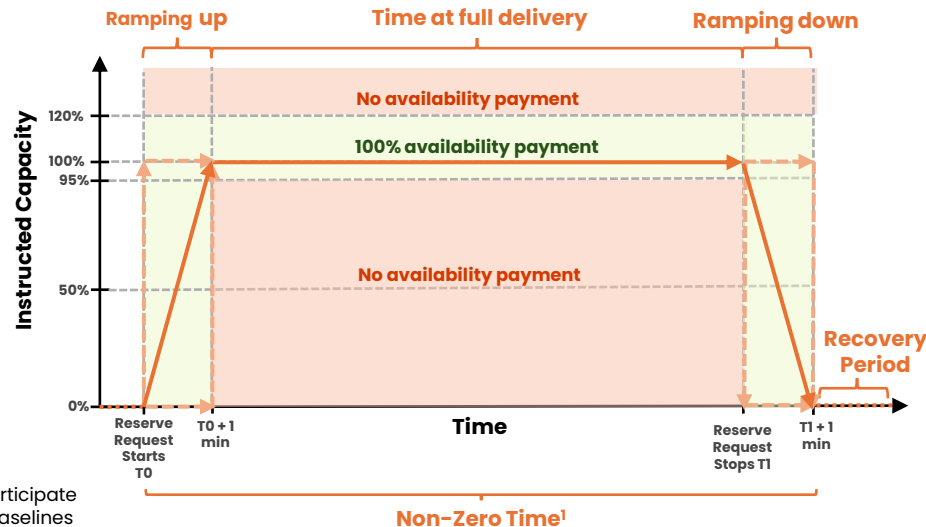 Ramping up
Time at full delivery
Ramping down
Instructed Capacity
No availability payment
120%
100% availability payment
100%
95%
No availability payment
50%
Recovery
Period
0%
Reserve
Request
Starts
T0
T0 + 1
min
Time
Reserve
Request
Stops T1
T1 + 1
min
rticipate
aselines
Non-Zero Time¹